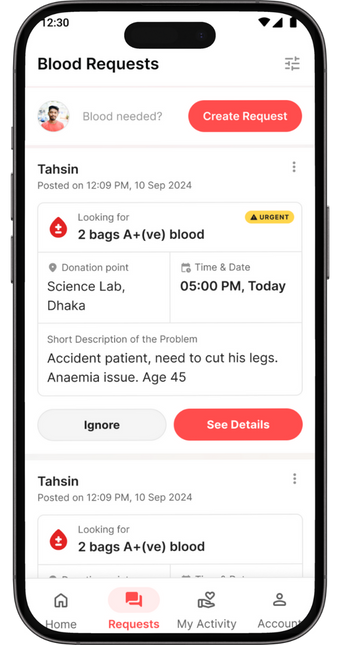 12:30
Blood Requests
Blood needed?
Create Request
Tahsin
Posted on 12:09 PM, 10 Sep 2024
Looking for
URGENT
2 bags A+(ve) blood
Donation point
Time & Date
Science Lab,
Dhaka
05:00 PM, Today
Short Description of the Problem
Accident patient, need to cut his legs.
Anaemia issue. Age 45
Ignore
See Details
Tahsin
Posted on 12:09 PM, 10 Sep 2024
Looking for
2 bags A+(ve) blood
Home
Requests
My Activity
Account